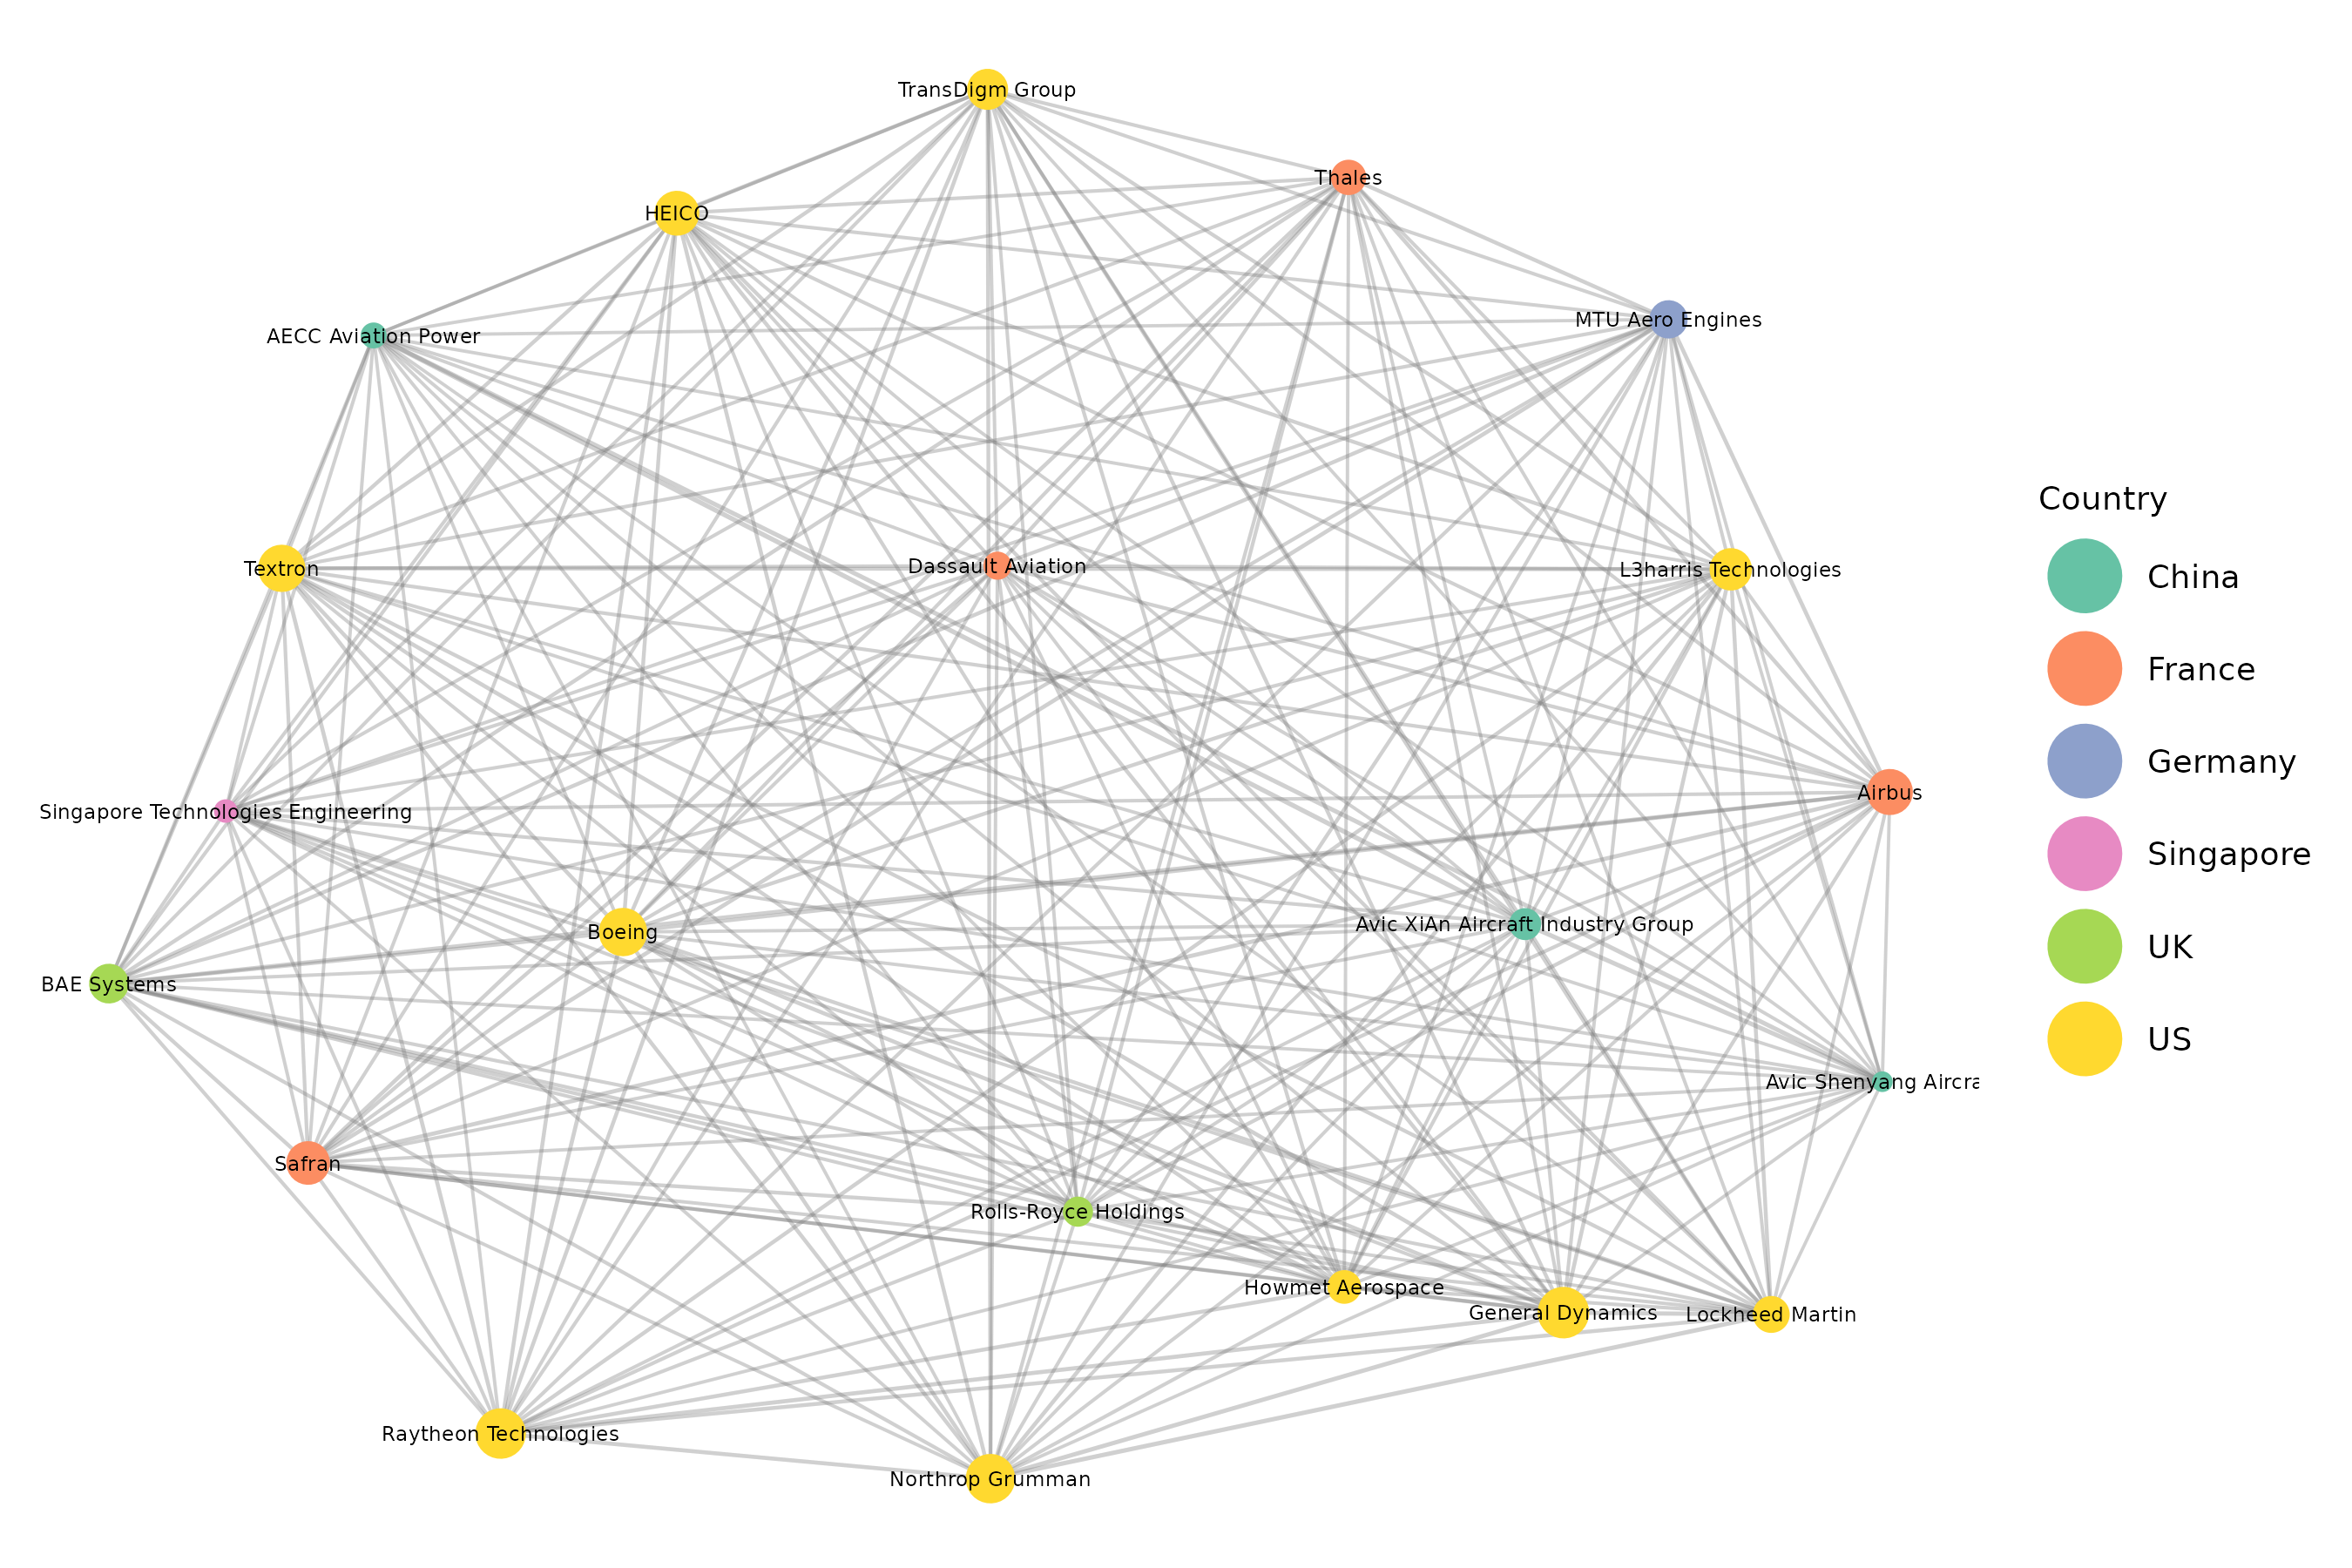 TransDigm Group
Thales
HEICO
MTU Aero Engines
AECC Aviation Power
Textron
Dassault Aviation
L3harris Technologies
Singapore Technologies Engineering
Airbus
Boeing
Avic XiAn Aircraft Industry Group
BAE Systems
Avic Shenyang Aircra
Safran
Rolls-Royce Holdings
Howmet Aerospace
General Dynamics
Lockheed Martin
Raytheon Technologies
Northrop Grumman
Country
China
France
Germany
Singapore
UK
US